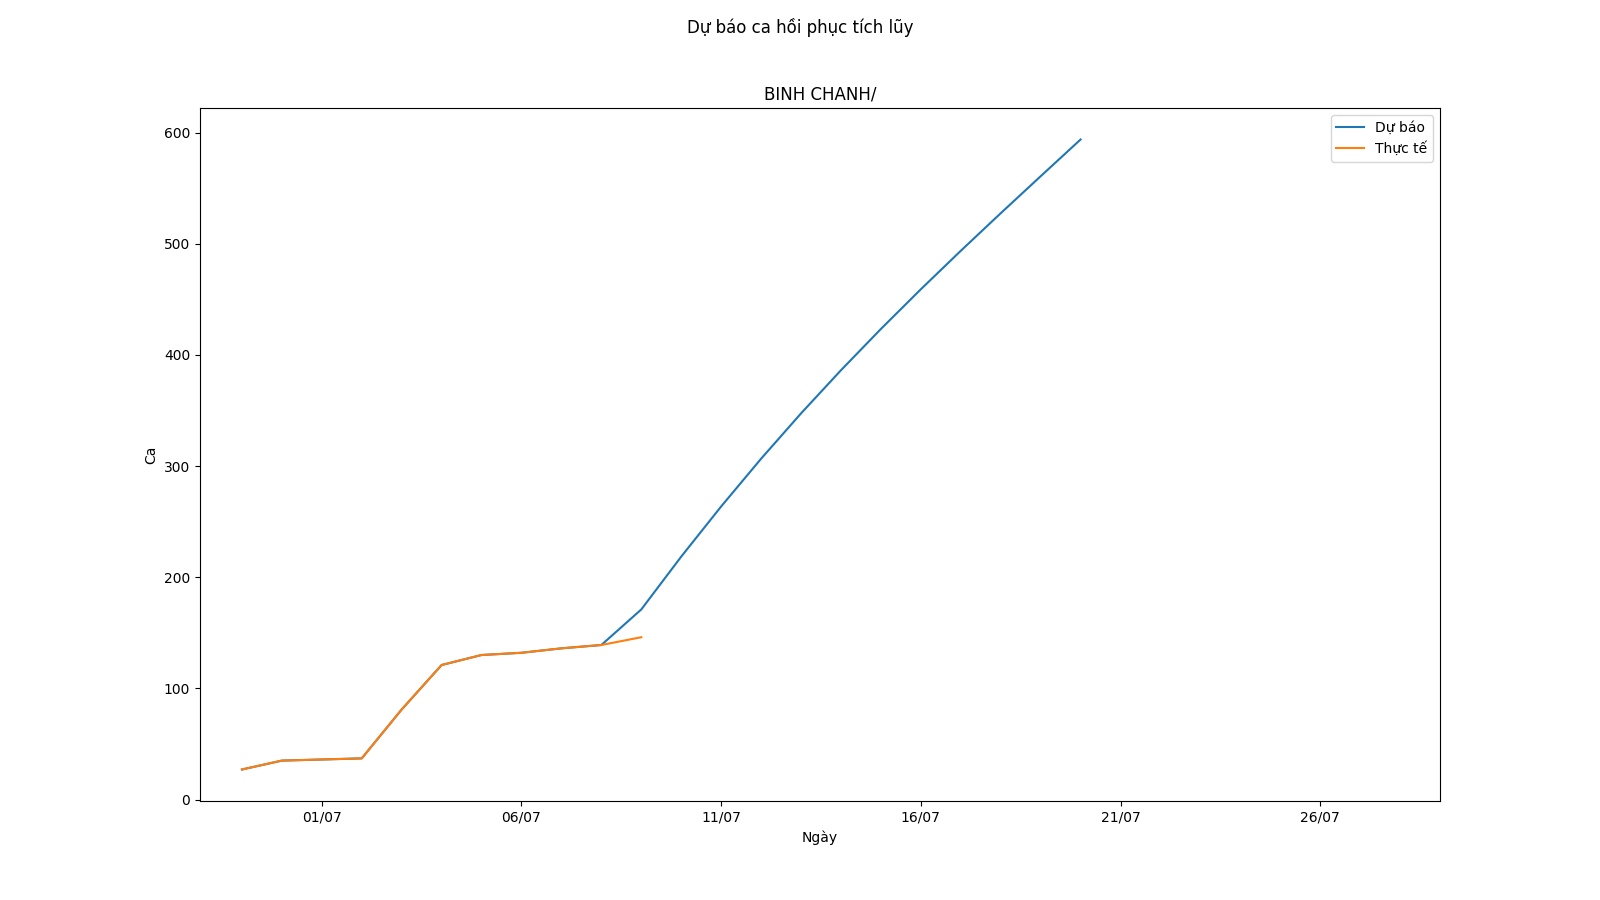 Dự báo ca hồi phục tích lũy
BINH CHANH/
Dự báo
Thực tế
600
500
400
300
200
100
0
Ca
01/07
06/07
11/07
16/07
21/07
26/07
Ngày